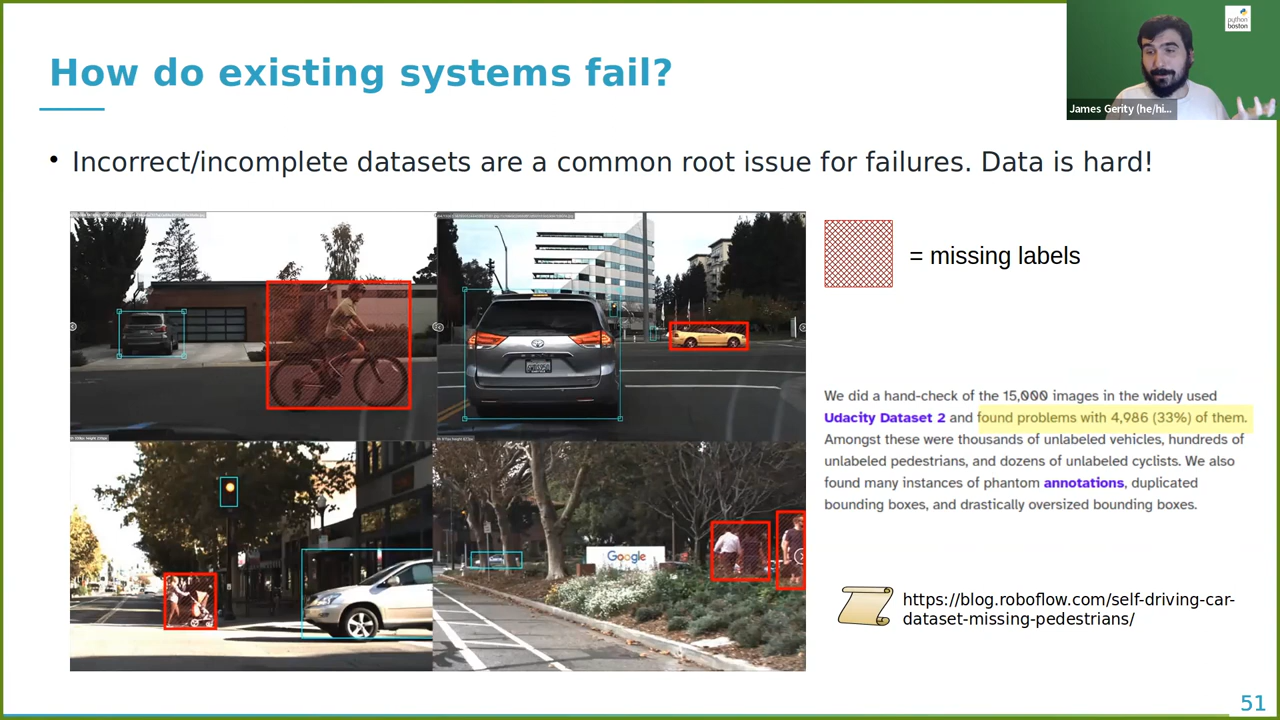 How do existing systems fail?
python
boston
James Gerity (he/hi...
• Incorrect/incomplete datasets are a common root issue for failures. Data is hard!
= missing labels
Google
We did a hand-check of the 15,000 images in the widely used
Udacity Dataset 2 and found problems with 4,986 (33%) of them.
Amongst these were thousands of unlabeled vehicles, hundreds of
unlabeled pedestrians, and dozens of unlabeled cyclists. We also
found many instances of phantom annotations, duplicated
bounding boxes, and drastically oversized bounding boxes.
https://blog.roboflow.com/self-driving-car-
dataset-missing-pedestrians/
51